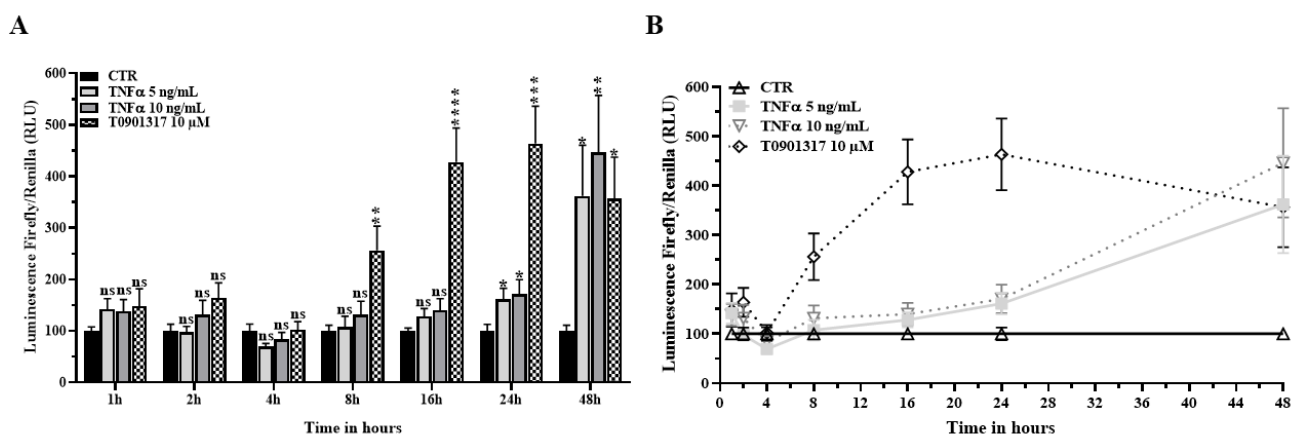 A
Luminescence Firefly/Renilla (RLU)
600
500
400
300
200
100
0
CTR
TNFα 5 ng/mL
TNFα 10 ng/mL
T0901317 10 µM
ns ns ns
ns ns ns
ns ns ns
ns ns **
ns ns ****
* * ***
* ** *
1h 2h 4h 8h 16h 24h 48h
Time in hours
B
Luminescence Firefly/Renilla (RLU)
600
500
400
300
200
100
0
CTR
TNFα 5 ng/mL
TNFα 10 ng/mL
T0901317 10 µM
0 4 8 12 16 20 24 28 32 36 40 44 48
Time in hours